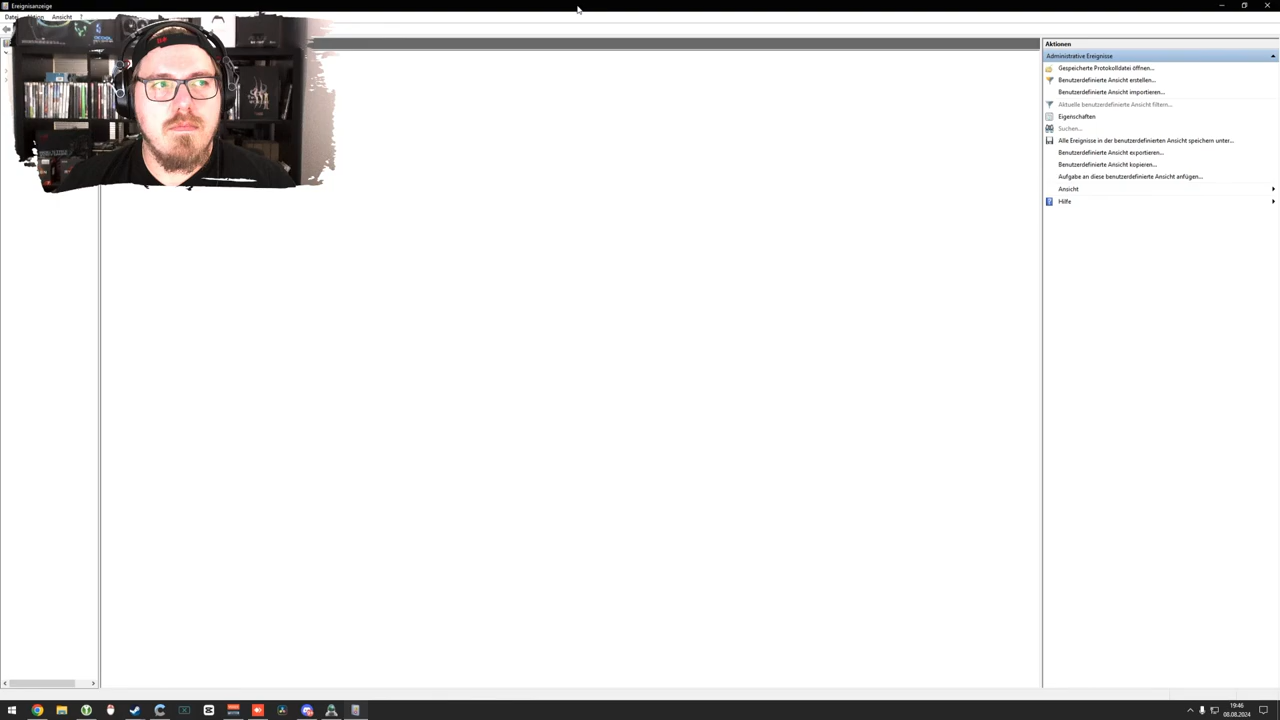 Ereignisanzeige
Datei
Ansicht
?
Aktionen
Administrative Ereignisse
Gespeicherte Protokolldatei öffnen...
Benutzerdefinierte Ansicht erstellen...
Benutzerdefinierte Ansicht importieren...
Aktuelle benutzerdefinierte Ansicht filtern...
Eigenschaften
Suchen...
Alle Ereignisse in der benutzerdefinierten Ansicht speichern unter...
Benutzerdefinierte Ansicht exportieren...
Benutzerdefinierte Ansicht kopieren...
Aufgabe an diese benutzerdefinierte Ansicht anfügen...
Ansicht
Hilfe
19:46
08.08.2024